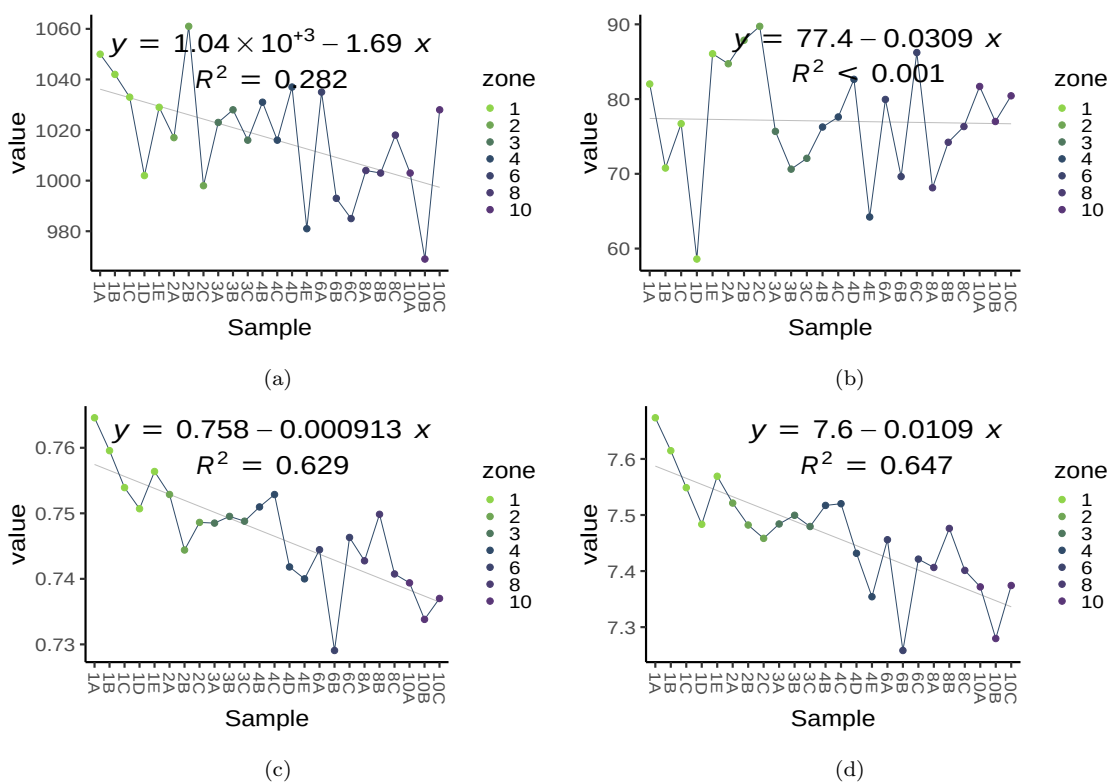 y = 1.04 × 10⁺³ − 1.69 x
R² = 0.282
value
1060
1040
1020
1000
980
1A 1B 1C 1D 1E 2A 2B 2C 3A 3B 3C 4B 4C 4D 4E 6A 6B 6C 8A 8B 8C 10A 10B 10C
Sample
zone
1
2
3
4
6
8
10
(a)
y = 77.4 − 0.0309 x
R² < 0.001
value
90
80
70
60
1A 1B 1C 1D 1E 2A 2B 2C 3A 3B 3C 4B 4C 4D 4E 6A 6B 6C 8A 8B 8C 10A 10B 10C
Sample
zone
1
2
3
4
6
8
10
(b)
y = 0.758 − 0.000913 x
R² = 0.629
value
0.76
0.75
0.74
0.73
1A 1B 1C 1D 1E 2A 2B 2C 3A 3B 3C 4B 4C 4D 4E 6A 6B 6C 8A 8B 8C 10A 10B 10C
Sample
zone
1
2
3
4
6
8
10
(c)
y = 7.6 − 0.0109 x
R² = 0.647
value
7.6
7.5
7.4
7.3
1A 1B 1C 1D 1E 2A 2B 2C 3A 3B 3C 4B 4C 4D 4E 6A 6B 6C 8A 8B 8C 10A 10B 10C
Sample
zone
1
2
3
4
6
8
10
(d)